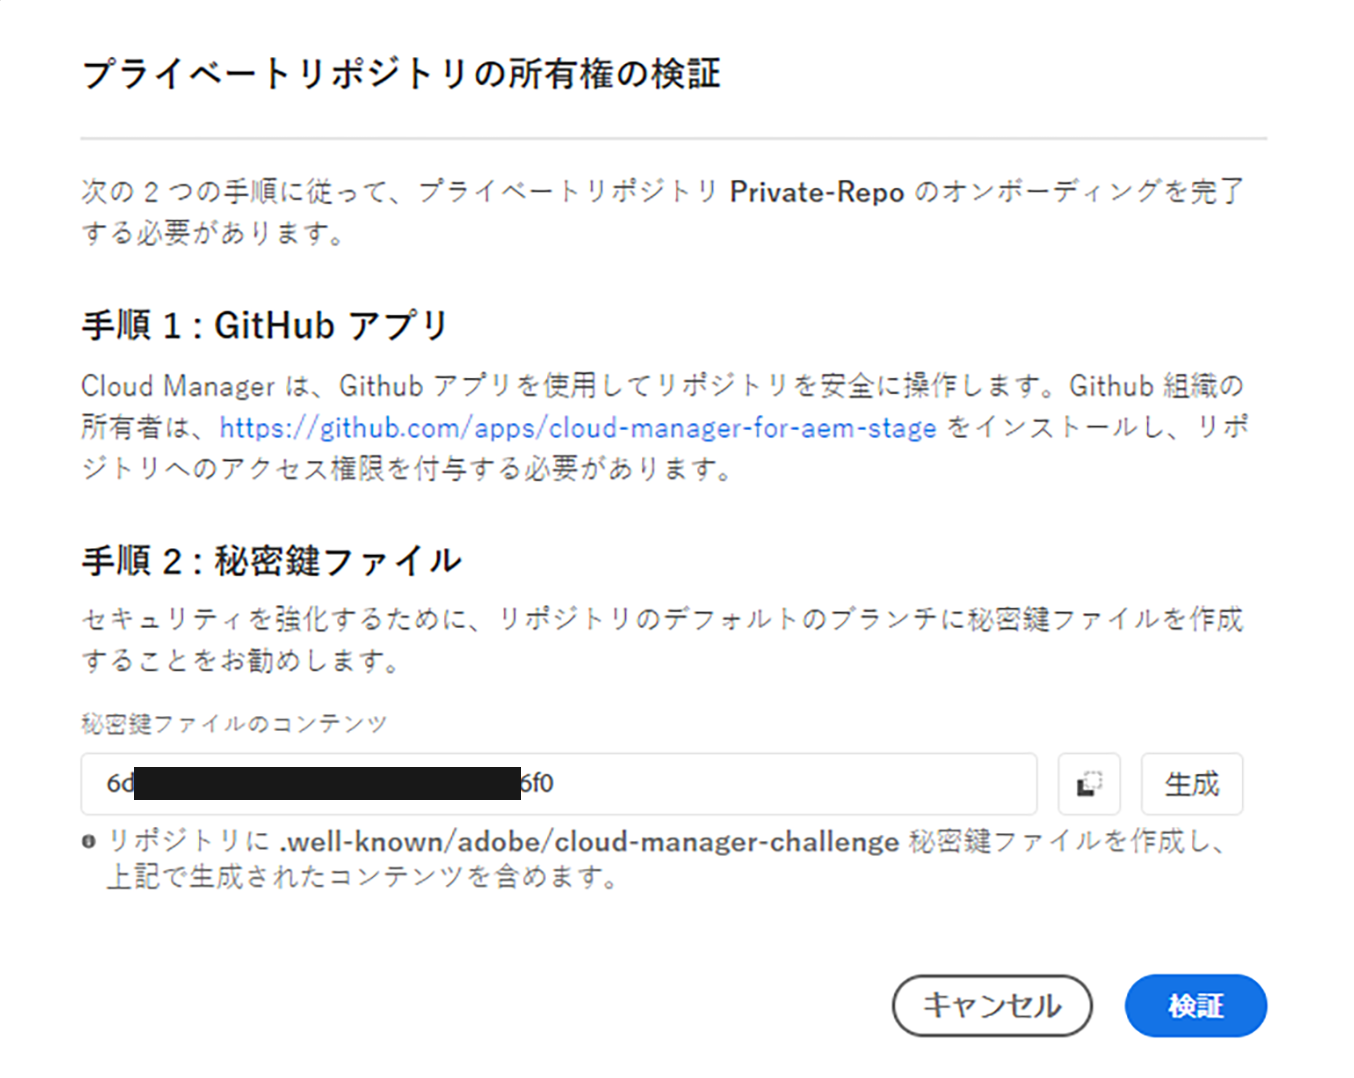 プライベートリポジトリの所有権の検証
次の 2 つの手順に従って、プライベートリポジトリ Private-Repo のオンボーディングを完了
する必要があります。
手順 1 : GitHub アプリ
Cloud Manager は、Github アプリを使用してリポジトリを安全に操作します。Github 組織の
所有者は、https://github.com/apps/cloud-manager-for-aem-stage をインストールし、リポ
ジトリへのアクセス権限を付与する必要があります。
手順 2 : 秘密鍵ファイル
セキュリティを強化するために、リポジトリのデフォルトのブランチに秘密鍵ファイルを作成
することをお勧めします。
秘密鍵ファイルのコンテンツ
6d 6f0
生成
リポジトリに .well-known/adobe/cloud-manager-challenge 秘密鍵ファイルを作成し、
上記で生成されたコンテンツを含めます。
キャンセル
検証